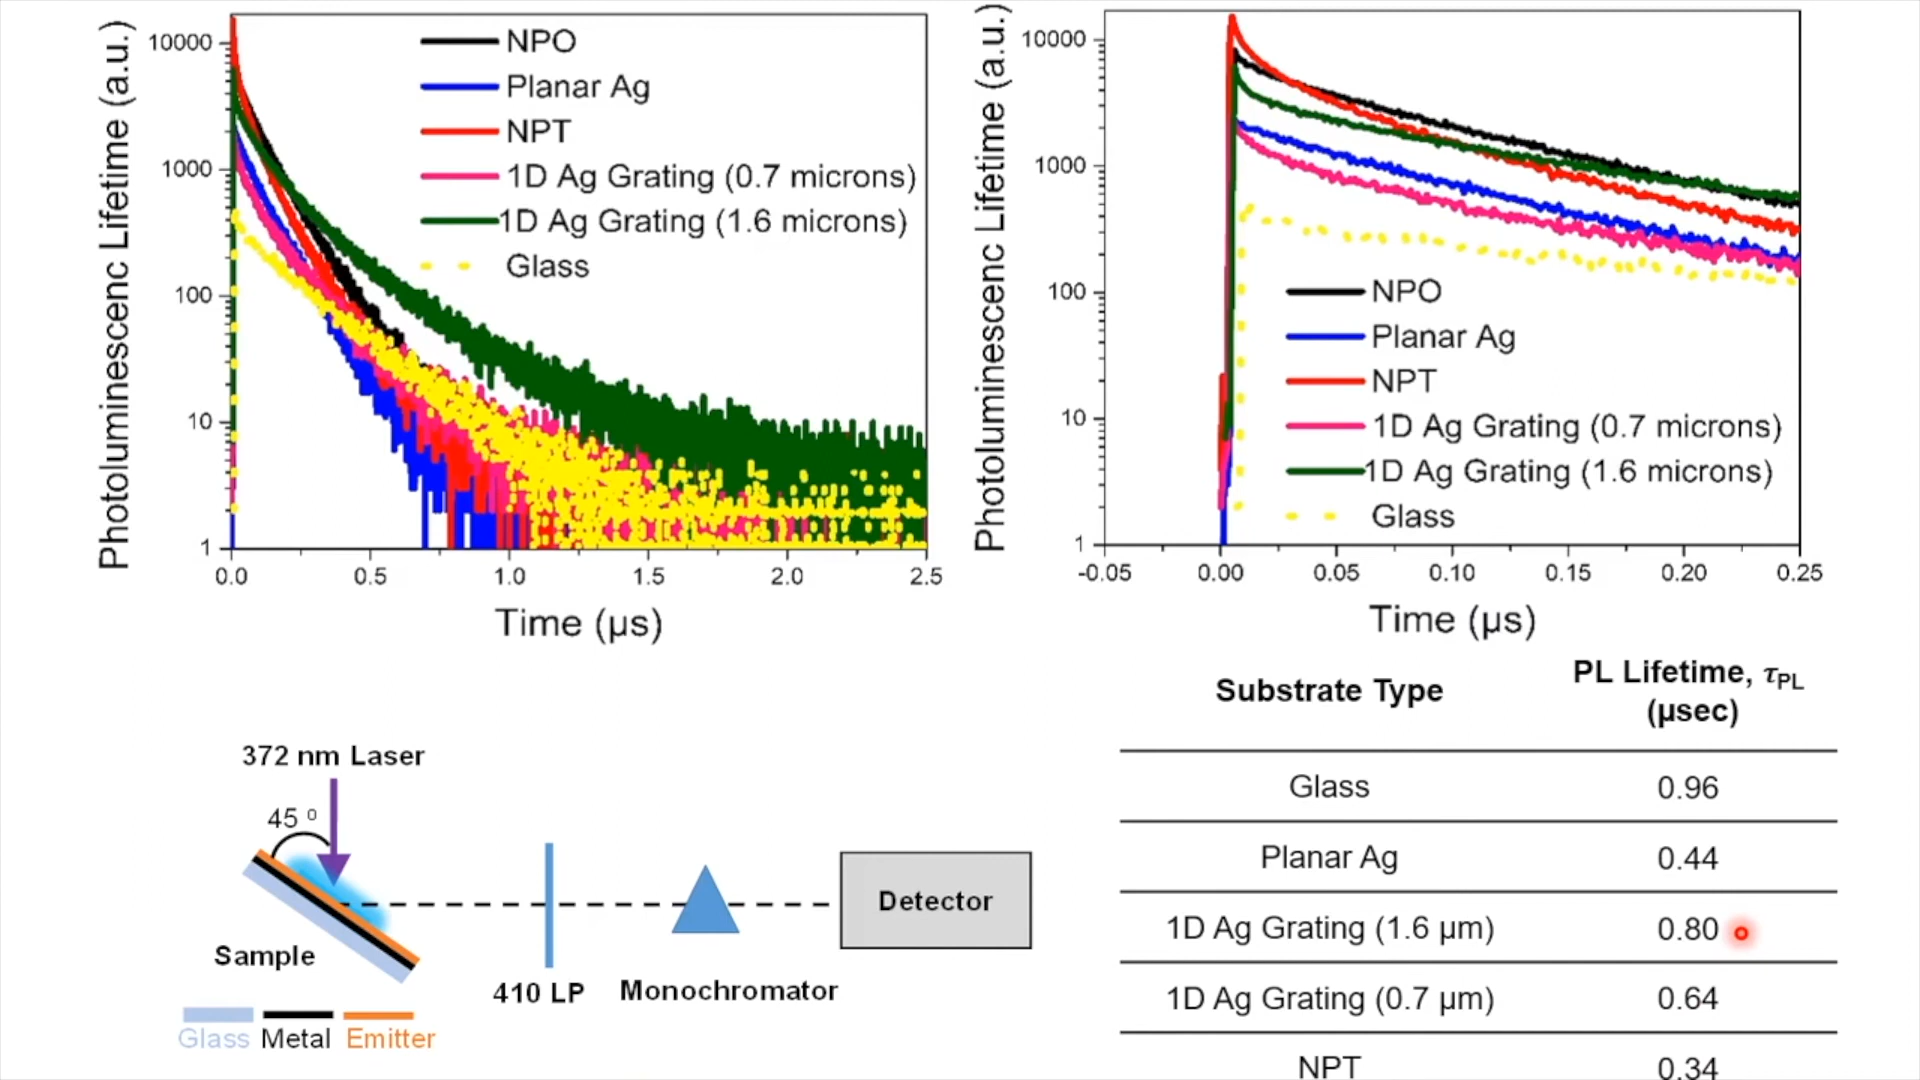 Photoluminescenc Lifetime (a.u.)
10000
1000
100
10
1
NPO
Planar Ag
NPT
1D Ag Grating (0.7 microns)
1D Ag Grating (1.6 microns)
Glass
0.0 0.5 1.0 1.5 2.0 2.5
Time (µs)
Photoluminescenc Lifetime (a.u.)
10000
1000
100
10
1
NPO
Planar Ag
NPT
1D Ag Grating (0.7 microns)
1D Ag Grating (1.6 microns)
Glass
-0.05 0.00 0.05 0.10 0.15 0.20 0.25
Time (µs)
372 nm Laser
45 º
Sample
Glass Metal Emitter
410 LP
Monochromator
Detector
Substrate Type PL Lifetime, τPL
(µsec)
Glass 0.96
Planar Ag 0.44
1D Ag Grating (1.6 µm) 0.80
1D Ag Grating (0.7 µm) 0.64
NPT 0.34